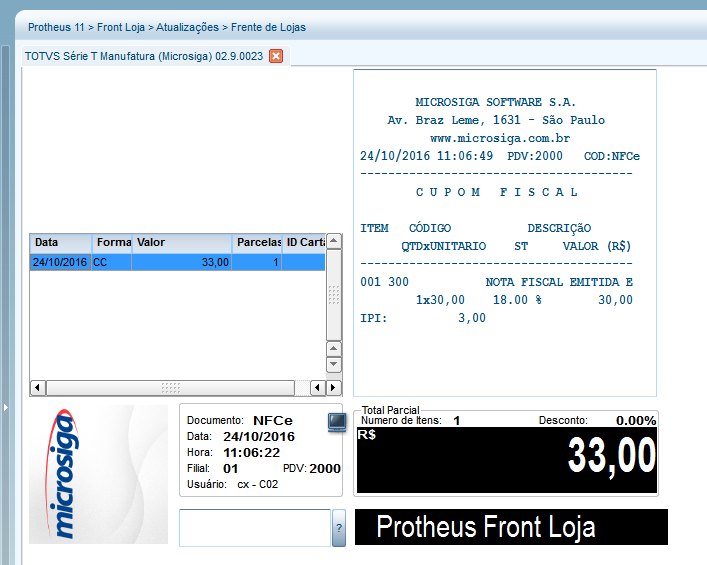 Protheus 11 > Front Loja > Atualizações > Frente de Lojas
TOTVS Série T Manufatura (Microsiga) 02.9.0023
MICROSIGA SOFTWARE S.A.
Av. Braz Leme, 1631 - São Paulo
www.microsiga.com.br
24/10/2016 11:06:49 PDV:2000 COD:NFCe
---------------------------------------
C U P O M F I S C A L
ITEM CÓDIGO DESCRIÇãO
QTDxUNITARIO ST VALOR (R$)
---------------------------------------
001 300 NOTA FISCAL EMITIDA E
1x30,00 18.00 % 30,00
IPI: 3,00
Data Forma Valor Parcelas ID Cartã
24/10/2016 CC 33,00 1
microsiga
Documento: NFCe
Data: 24/10/2016
Hora: 11:06:22
Filial: 01 PDV: 2000
Usuário: cx - C02
?
Total Parcial
Numero de Itens: 1 Desconto: 0.00%
R$
33,00
Protheus Front Loja